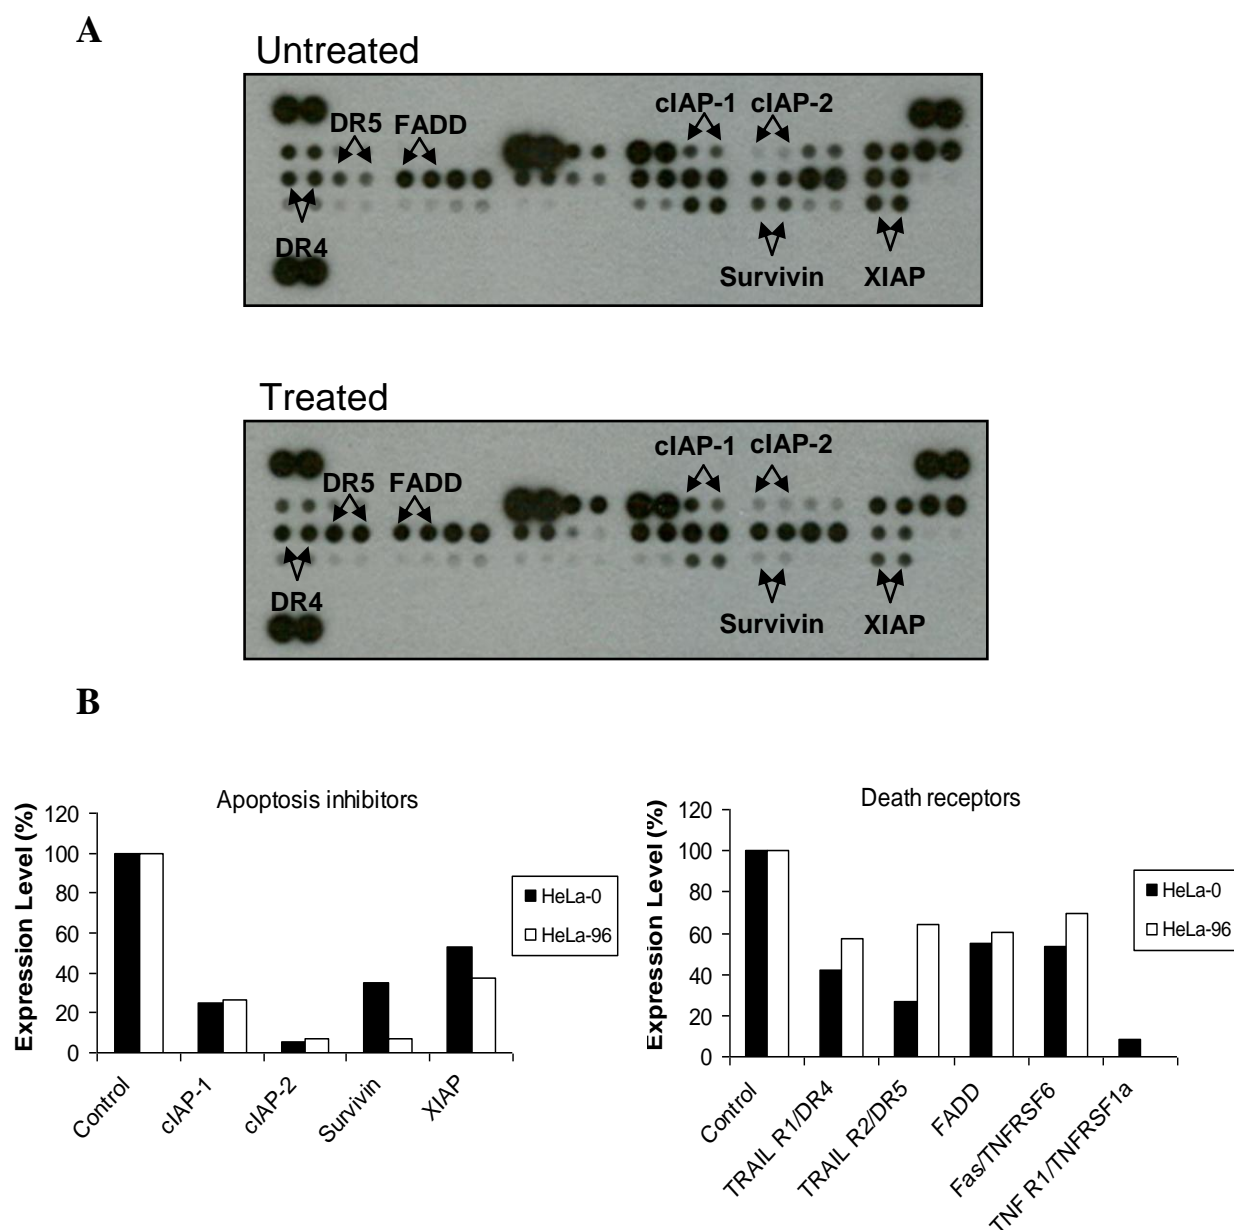 A
Untreated
cIAP-1 cIAP-2
DR5 FADD
DR4
Survivin XIAP
Treated
cIAP-1 cIAP-2
DR5 FADD
DR4
Survivin XIAP
B
Apoptosis inhibitors
Expression Level (%)
120
100
80
60
40
20
0
Control
cIAP-1
cIAP-2
Survivin
XIAP
HeLa-0
HeLa-96
Death receptors
Expression Level (%)
120
100
80
60
40
20
0
Control
TRAIL R1/DR4
TRAIL R2/DR5
FADD
Fas/TNFRSF6
TNF R1/TNFRSF1a
HeLa-0
HeLa-96